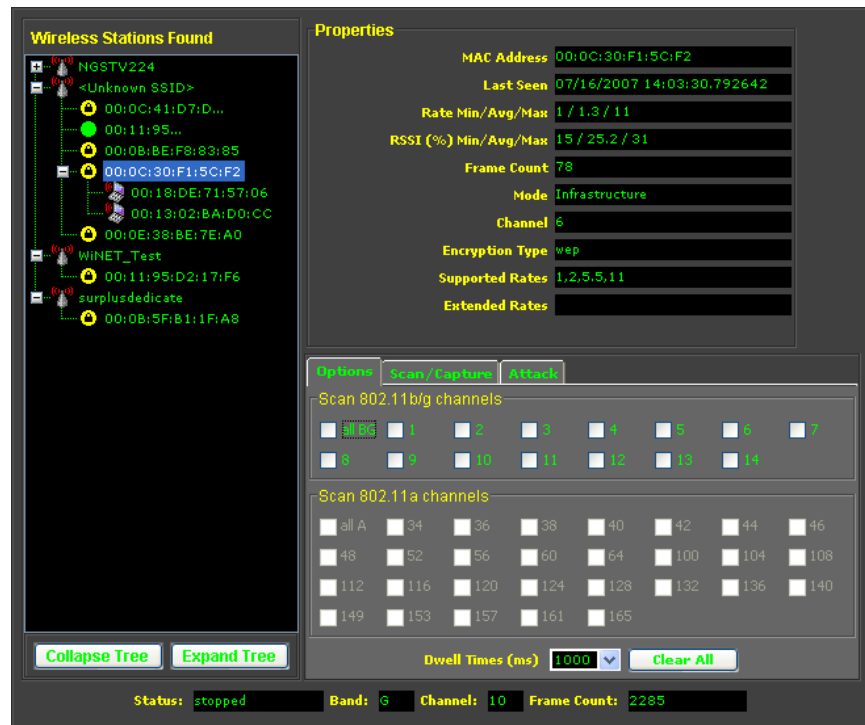 Wireless Stations Found
NGSTV224
<Unknown SSID>
00:0C:41:D7:D...
00:11:95...
00:0B:BE:F8:83:85
00:0C:30:F1:5C:F2
00:18:DE:71:57:06
00:13:02:BA:D0:CC
00:0E:38:BE:7E:A0
WiNET_Test
00:11:95:D2:17:F6
surplusdedicate
00:0B:5F:B1:1F:A8
Collapse Tree Expand Tree
Properties
MAC Address 00:0C:30:F1:5C:F2
Last Seen 07/16/2007 14:03:30.792642
Rate Min/Avg/Max 1 / 1.3 / 11
RSSI (%) Min/Avg/Max 15 / 25.2 / 31
Frame Count 78
Mode Infrastructure
Channel 6
Encryption Type wep
Supported Rates 1,2,5.5,11
Extended Rates
Options Scan/Capture Attack
Scan 802.11b/g channels
all BG 1 2 3 4 5 6 7
8 9 10 11 12 13 14
Scan 802.11a channels
all A 34 36 38 40 42 44 46
48 52 56 60 64 100 104 108
112 116 120 124 128 132 136 140
149 153 157 161 165
Dwell Times (ms) 1000 Clear All
Status: stopped Band: G Channel: 10 Frame Count: 2285